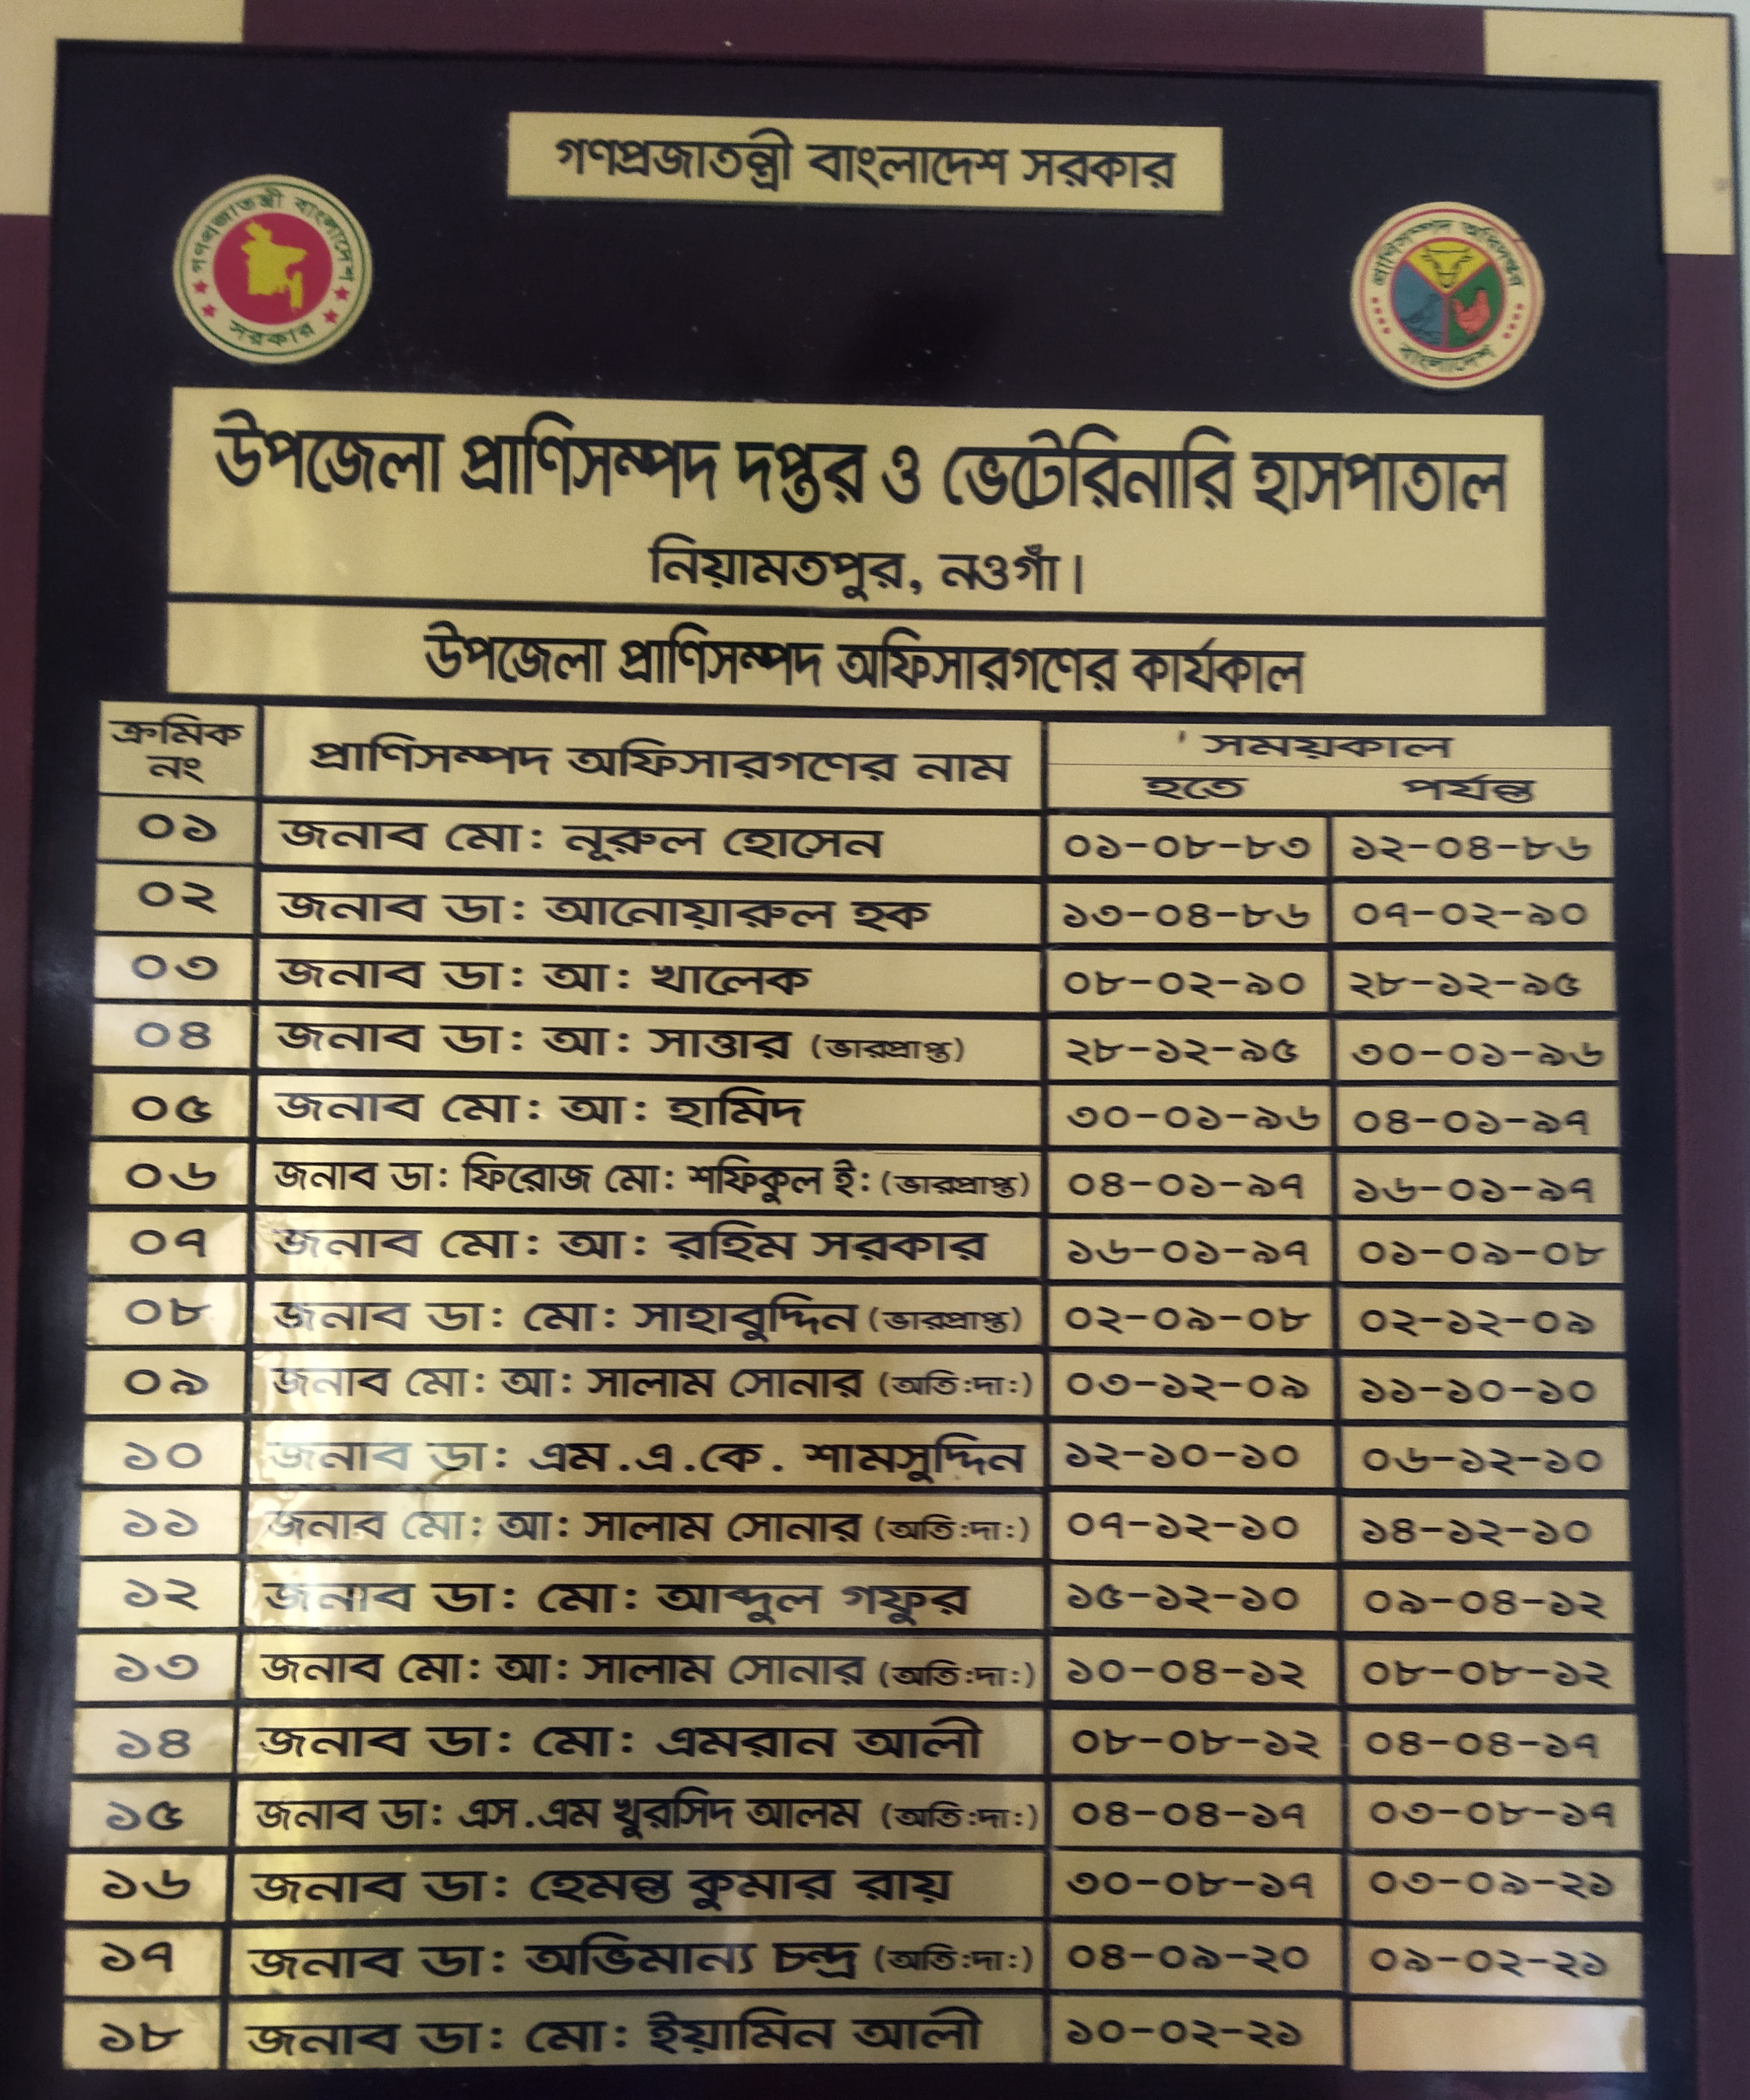 গণপ্রজাতন্ত্রী বাংলাদেশ সরকার
গণপ্রজাতন্ত্রী বাংলাদেশ
সরকার
প্রাণিসম্পদ অধিদপ্তর
বাংলাদেশ
উপজেলা প্রাণিসম্পদ দপ্তর ও ভেটেরিনারি হাসপাতাল
নিয়ামতপুর, নওগাঁ।
উপজেলা প্রাণিসম্পদ অফিসারগণের কার্যকাল
ক্রমিক নং প্রাণিসম্পদ অফিসারগণের নাম সময়কাল
হতে পর্যন্ত
০১ জনাব মো: নূরুল হোসেন ০১-০৮-৮৩ ১২-০৪-৮৬
০২ জনাব ডা: আনোয়ারুল হক ১৩-০৪-৮৬ ০৭-০২-৯০
০৩ জনাব ডা: আ: খালেক ০৮-০২-৯০ ২৮-১২-৯৫
০৪ জনাব ডা: আ: সাত্তার (ভারপ্রাপ্ত) ২৮-১২-৯৫ ৩০-০১-৯৬
০৫ জনাব মো: আ: হামিদ ৩০-০১-৯৬ ০৪-০১-৯৭
০৬ জনাব ডা: ফিরোজ মো: শফিকুল ই: (ভারপ্রাপ্ত) ০৪-০১-৯৭ ১৬-০১-৯৭
০৭ জনাব মো: আ: রহিম সরকার ১৬-০১-৯৭ ০১-০৯-০৮
০৮ জনাব ডা: মো: সাহাবুদ্দিন (ভারপ্রাপ্ত) ০২-০৯-০৮ ০২-১২-০৯
০৯ জনাব মো: আ: সালাম সোনার (অতি:দা:) ০৩-১২-০৯ ১১-১০-১০
১০ জনাব ডা: এম.এ.কে. শামসুদ্দিন ১২-১০-১০ ০৬-১২-১০
১১ জনাব মো: আ: সালাম সোনার (অতি:দা:) ০৭-১২-১০ ১৪-১২-১০
১২ জনাব ডা: মো: আব্দুল গফুর ১৫-১২-১০ ০৯-০৪-১২
১৩ জনাব মো: আ: সালাম সোনার (অতি:দা:) ১০-০৪-১২ ০৮-০৮-১২
১৪ জনাব ডা: মো: এমরান আলী ০৮-০৮-১২ ০৪-০৪-১৭
১৫ জনাব ডা: এস.এম খুরসিদ আলম (অতি:দা:) ০৪-০৪-১৭ ০৩-০৮-১৭
১৬ জনাব ডা: হেমন্ত কুমার রায় ৩০-০৮-১৭ ০৩-০৯-২১
১৭ জনাব ডা: অভিমান্য চন্দ্র (অতি:দা:) ০৪-০৯-২০ ০৯-০২-২১
১৮ জনাব ডা: মো: ইয়ামিন আলী ১০-০২-২১